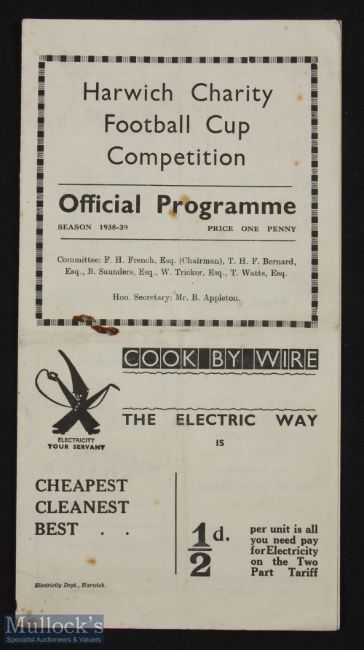 Harwich Charity
Football Cup
Competition
Official Programme
SEASON 1938-39 PRICE ONE PENNY
Committee: F. H. French, Esq. (Chairman), T. H. F. Bernard,
Esq., B. Saunders, Esq., W. Tricker, Esq., T. Watts, Esq.
Hon. Secretary: Mr. B. Appleton.
COOK BY WIRE
THE ELECTRIC WAY
IS
ELECTRICITY
YOUR SERVANT
CHEAPEST
CLEANEST
BEST . .
1/2 d.
per unit is all
you need pay
for Electricity
on the Two
Part Tariff
Electricity Dept., Harwich.
Mullock's
Specialist Auctioneers & Valuers